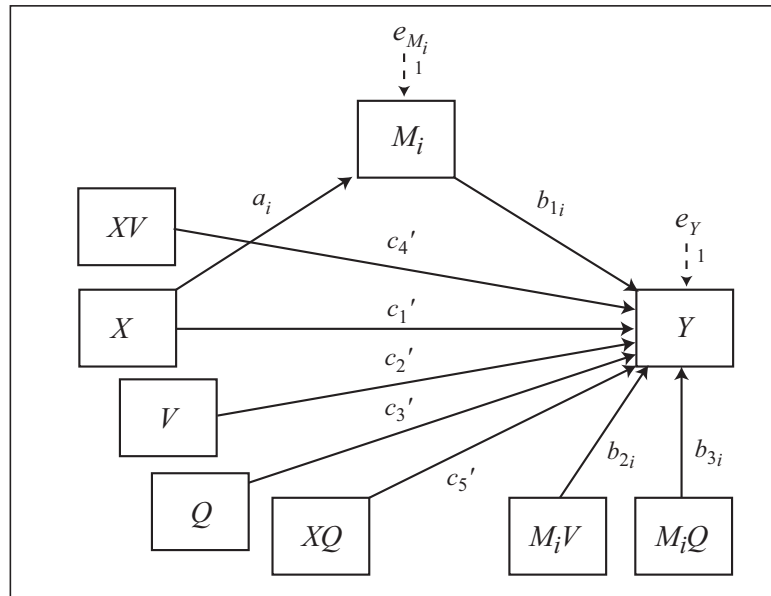 e_{M_i}
1
M_i
a_i
b_{1i}
XV
e_Y
1
c_4′
X
c_1′
Y
c_2′
V
c_3′
b_{2i}
b_{3i}
c_5′
Q
XQ
M_iV
M_iQ